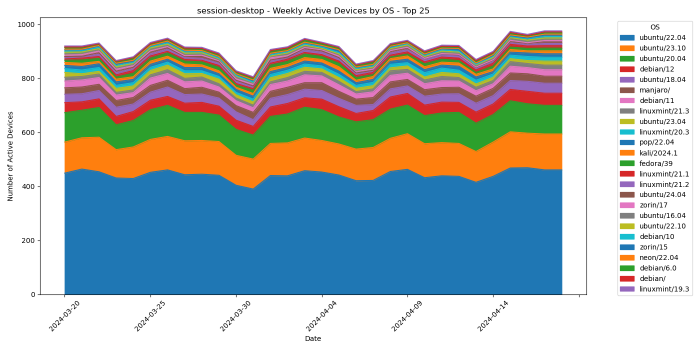 session-desktop - Weekly Active Devices by OS - Top 25
Number of Active Devices
1000
800
600
400
200
0
2024-03-20
2024-03-25
2024-03-30
2024-04-04
2024-04-09
2024-04-14
Date
OS
ubuntu/22.04
ubuntu/23.10
ubuntu/20.04
debian/12
ubuntu/18.04
manjaro/
debian/11
linuxmint/21.3
ubuntu/23.04
linuxmint/20.3
pop/22.04
kali/2024.1
fedora/39
linuxmint/21.1
linuxmint/21.2
ubuntu/24.04
zorin/17
ubuntu/16.04
ubuntu/22.10
debian/10
zorin/15
neon/22.04
debian/6.0
debian/
linuxmint/19.3